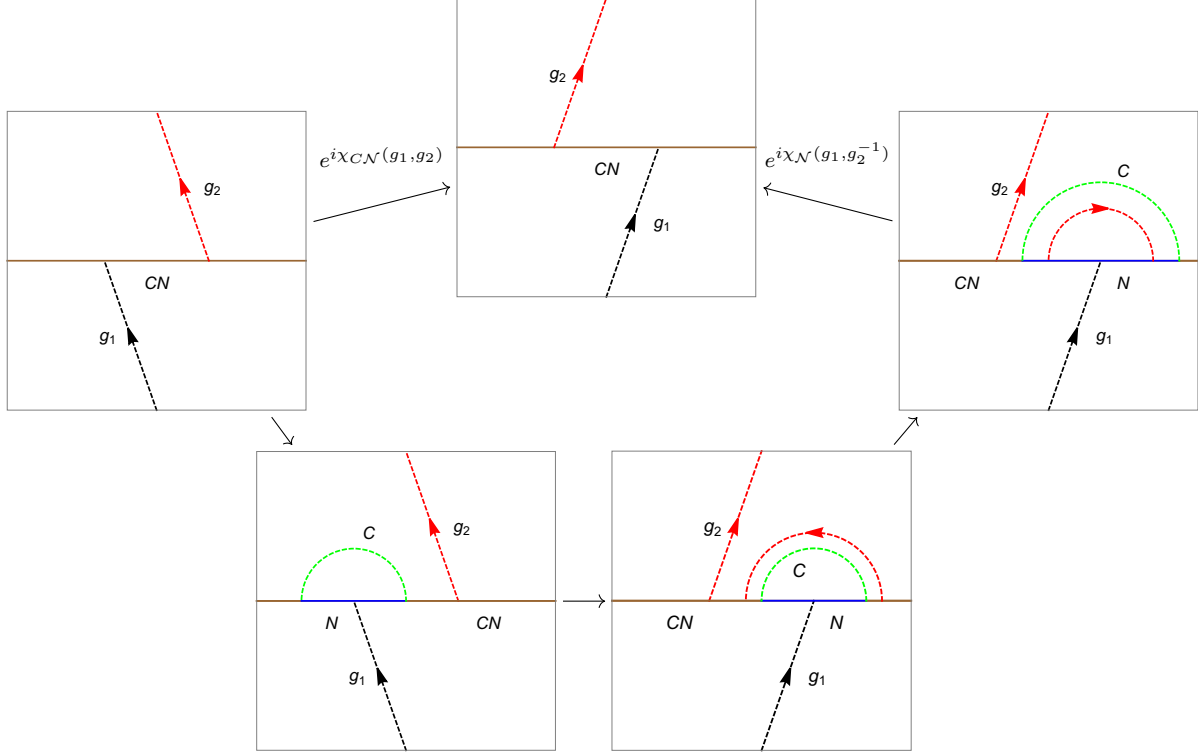 g₂
CN
g₁
e^{iχ_{CN}(g₁,g₂)}
g₂
CN
g₁
e^{iχ_N(g₁,g₂⁻¹)}
g₂
C
CN
N
g₁
C
g₂
N
CN
g₁
g₂
C
CN
N
g₁